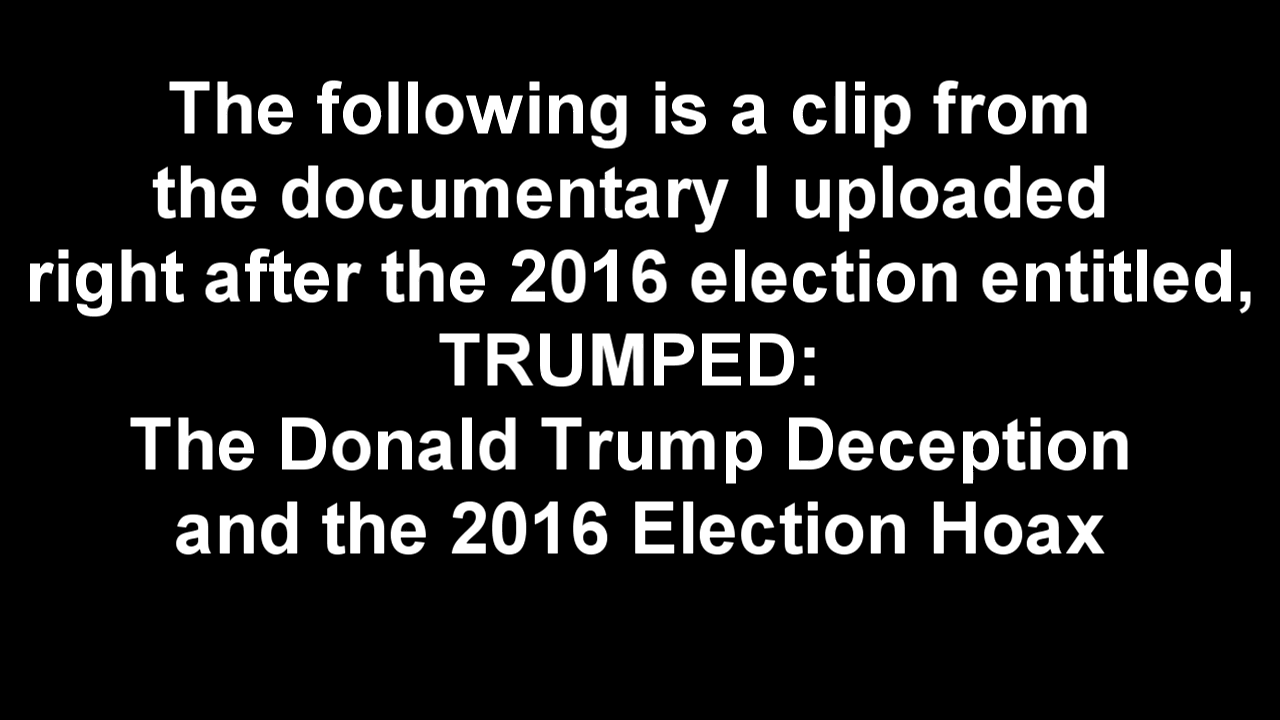 The following is a clip from
the documentary I uploaded
right after the 2016 election entitled,
TRUMPED:
The Donald Trump Deception
and the 2016 Election Hoax